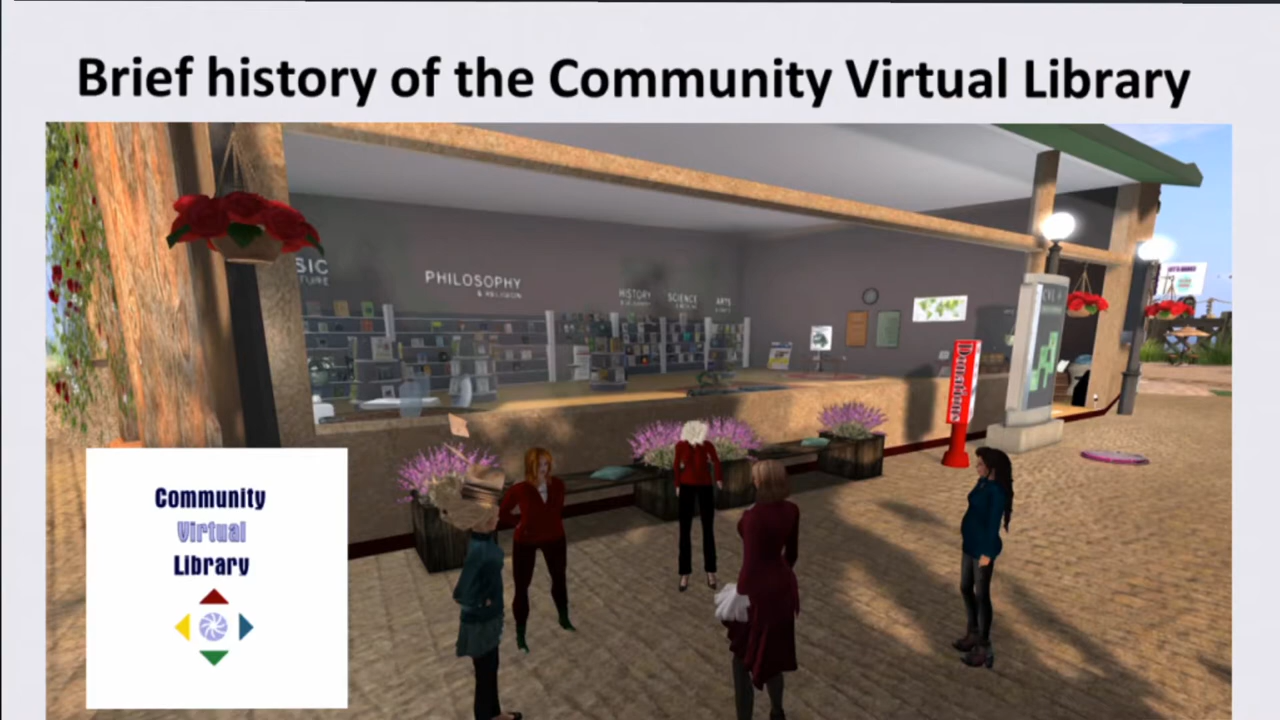 Brief history of the Community Virtual Library
PHILOSOPHY
& RELIGION
HISTORY
SCIENCE
ARTS
Donations
Community
Virtual
Library